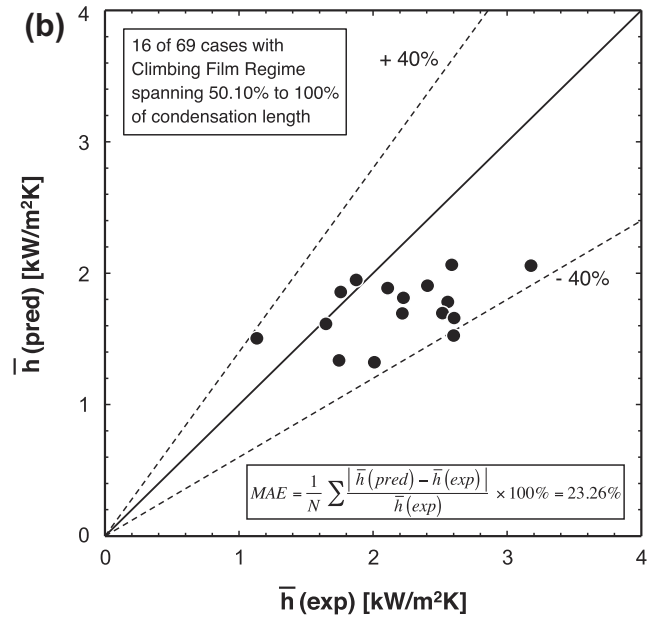 (b)
4
16 of 69 cases with
Climbing Film Regime
spanning 50.10% to 100%
of condensation length
+ 40%
3
h̅ (pred) [kW/m²K]
2
- 40%
1
MAE = 1/N ∑ | h̅ (pred) − h̅ (exp) | / h̅ (exp) × 100% = 23.26%
0
0 1 2 3 4
h̅ (exp) [kW/m²K]